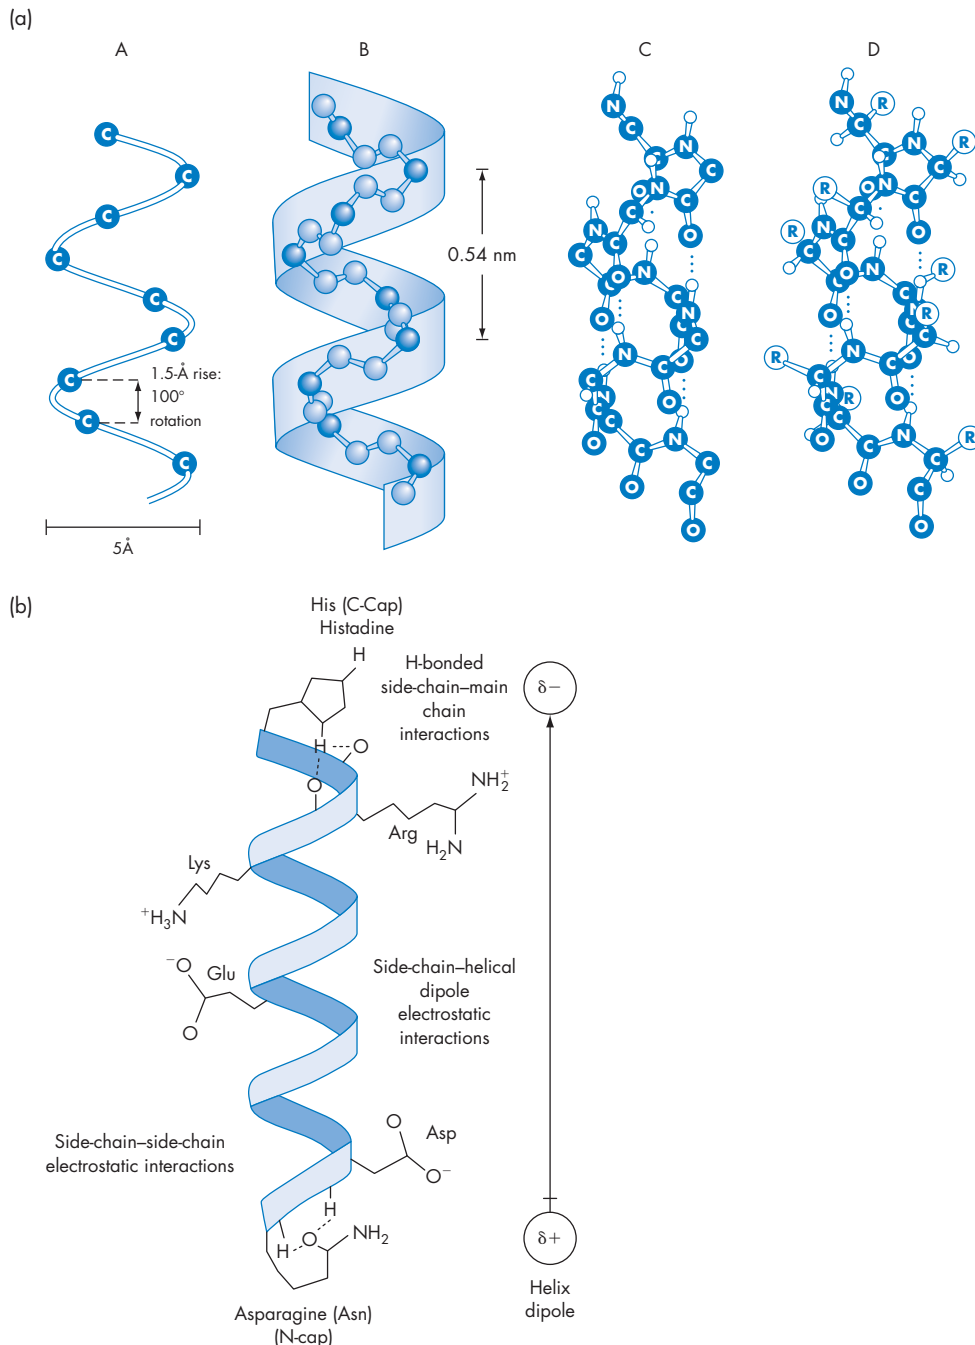 (a)
A
B
C
D
C
C
C
C
C
C
C
C
C
1.5-Å rise:
100°
rotation
5Å
0.54 nm
N
C
C
N
C
O
N
C
C
N
C
O
C
O
N
C
C
O
N
C
O
C
C
O
N
C
C
O
N
C
O
C
C
O
N
C
O
C
O
N
C
R
C
N
R
C
R
O
N
C
C
R
N
C
O
C
O
N
C
R
C
O
N
R
C
O
R
C
N
C
O
N
R
C
O
O
C
C
O
N
R
C
O
C
O
(b)
His (C-Cap)
Histadine
H
H-bonded
side-chain–main
chain
interactions
δ−
H
O
O
NH₂⁺
Arg
H₂N
Lys
⁺H₃N
⁻O
Glu
O
Side-chain–helical
dipole
electrostatic
interactions
Side-chain–side-chain
electrostatic interactions
O
Asp
O⁻
H
H
O
NH₂
δ+
Helix
dipole
Asparagine (Asn)
(N-cap)